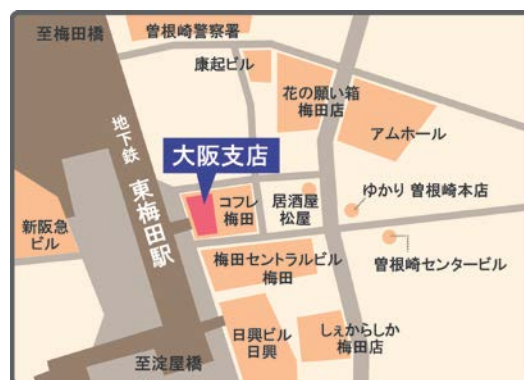 至梅田橋
曽根崎警察署
康起ビル
花の願い箱
梅田店
アムホール
地下鉄
東梅田駅
大阪支店
コフレ
梅田
居酒屋
松屋
ゆかり 曽根崎本店
新阪急
ビル
梅田セントラルビル
梅田
曽根崎センタービル
日興ビル
日興
しぇからしか
梅田店
至淀屋橋